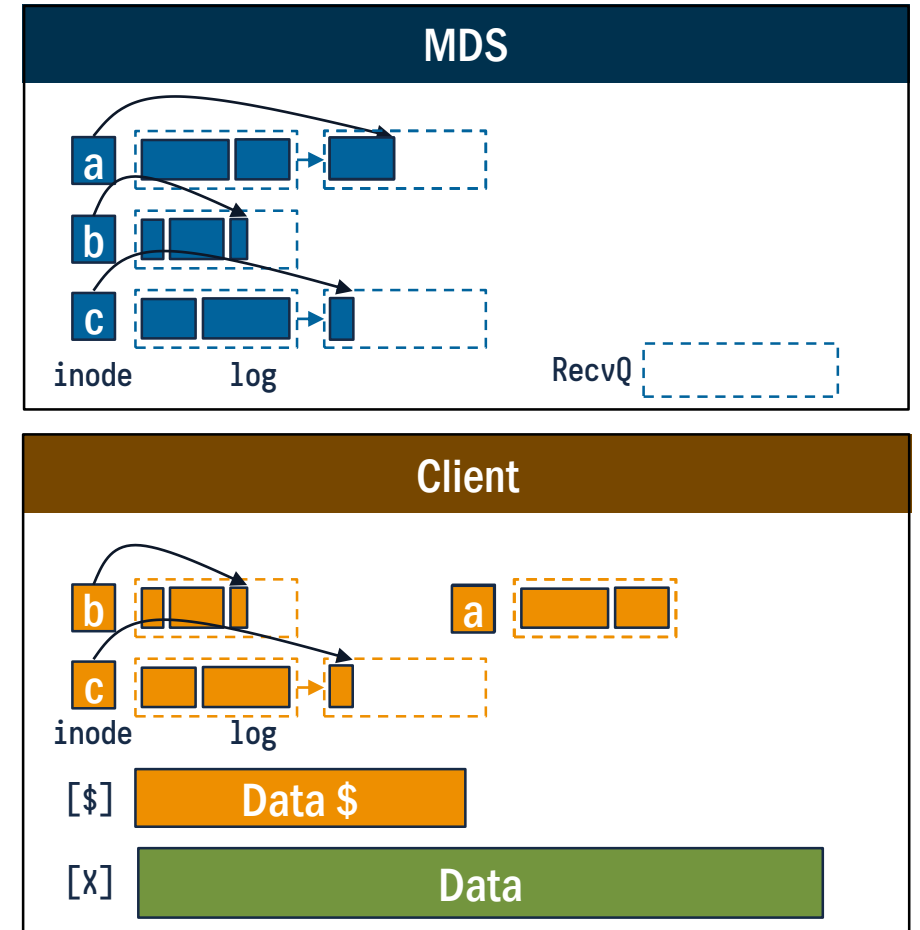 MDS
a
b
c
inode log RecvQ
Client
b a
c
inode log
[$] Data $
[X] Data